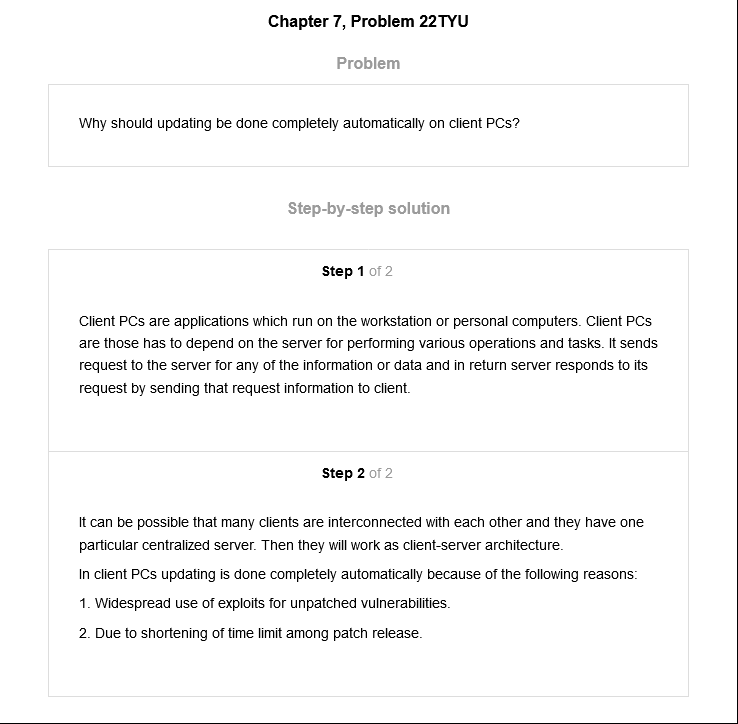 Chapter 7, Problem 22TYU
Problem
Why should updating be done completely automatically on client PCs?
Step-by-step solution
Step 1 of 2
Client PCs are applications which run on the workstation or personal computers. Client PCs
are those has to depend on the server for performing various operations and tasks. It sends
request to the server for any of the information or data and in return server responds to its
request by sending that request information to client.
Step 2 of 2
It can be possible that many clients are interconnected with each other and they have one
particular centralized server. Then they will work as client-server architecture.
In client PCs updating is done completely automatically because of the following reasons:
1. Widespread use of exploits for unpatched vulnerabilities.
2. Due to shortening of time limit among patch release.